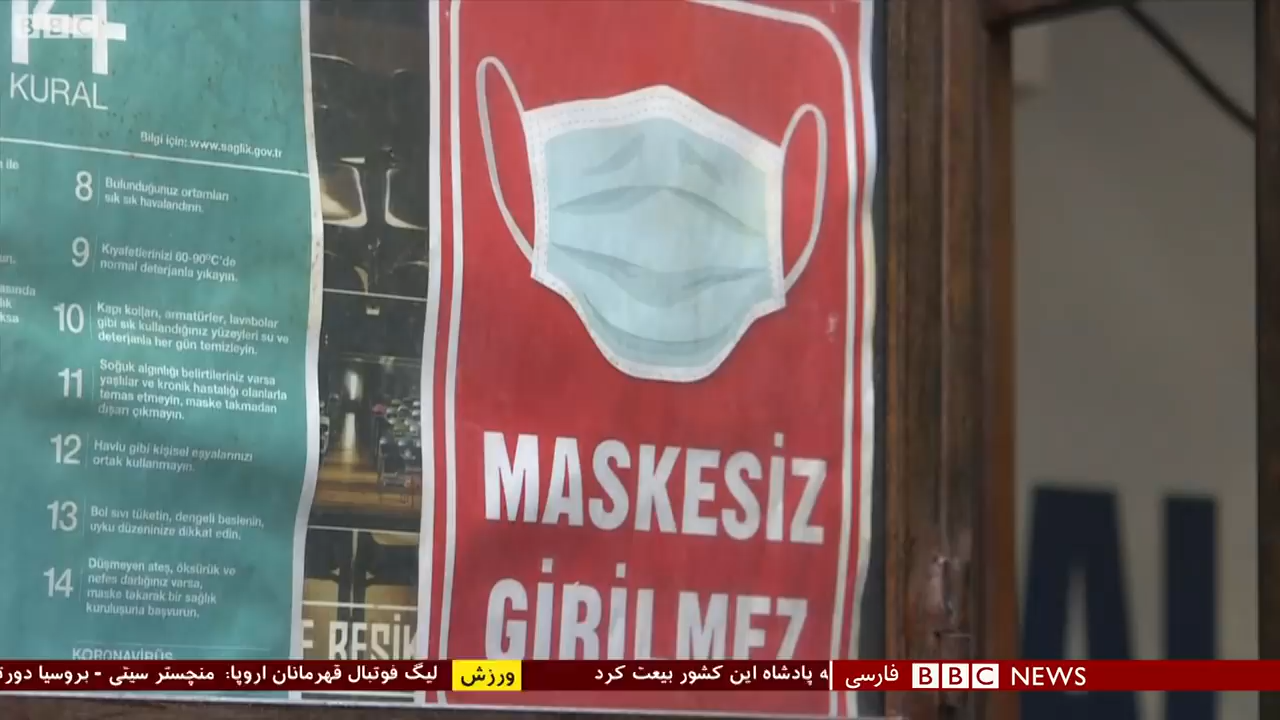 BBC
14
KURAL
Bilgi için: www.saglik.gov.tr
8 Bulunduğunuz ortamları
sık sık havalandırın.
9 Kıyafetlerinizi 60-90°C'de
normal deterjanla yıkayın.
10 Kapı kolları, armatürler, lavabolar
gibi sık kullandığınız yüzeyleri su ve
deterjanla her gün temizleyin.
11 Soğuk algınlığı belirtileriniz varsa
yaşlılar ve kronik hastalığı olanlarla
temas etmeyin, maske takmadan
dışarı çıkmayın.
12 Havlu gibi kişisel eşyalarınızı
ortak kullanmayın.
13 Bol sıvı tüketin, dengeli beslenin,
uyku düzeninize dikkat edin.
14 Düşmeyen ateş, öksürük ve
nefes darlığınız varsa,
maske takarak bir sağlık
kuruluşuna başvurun.
KORONAVİRÜS
MASKESİZ
GİRİLMEZ
ه پادشاه این کشور بیعت کرد
ورزش
لیگ فوتبال قهرمانان اروپا: منچستر سیتی - بروسیا
BBC NEWS فارسی